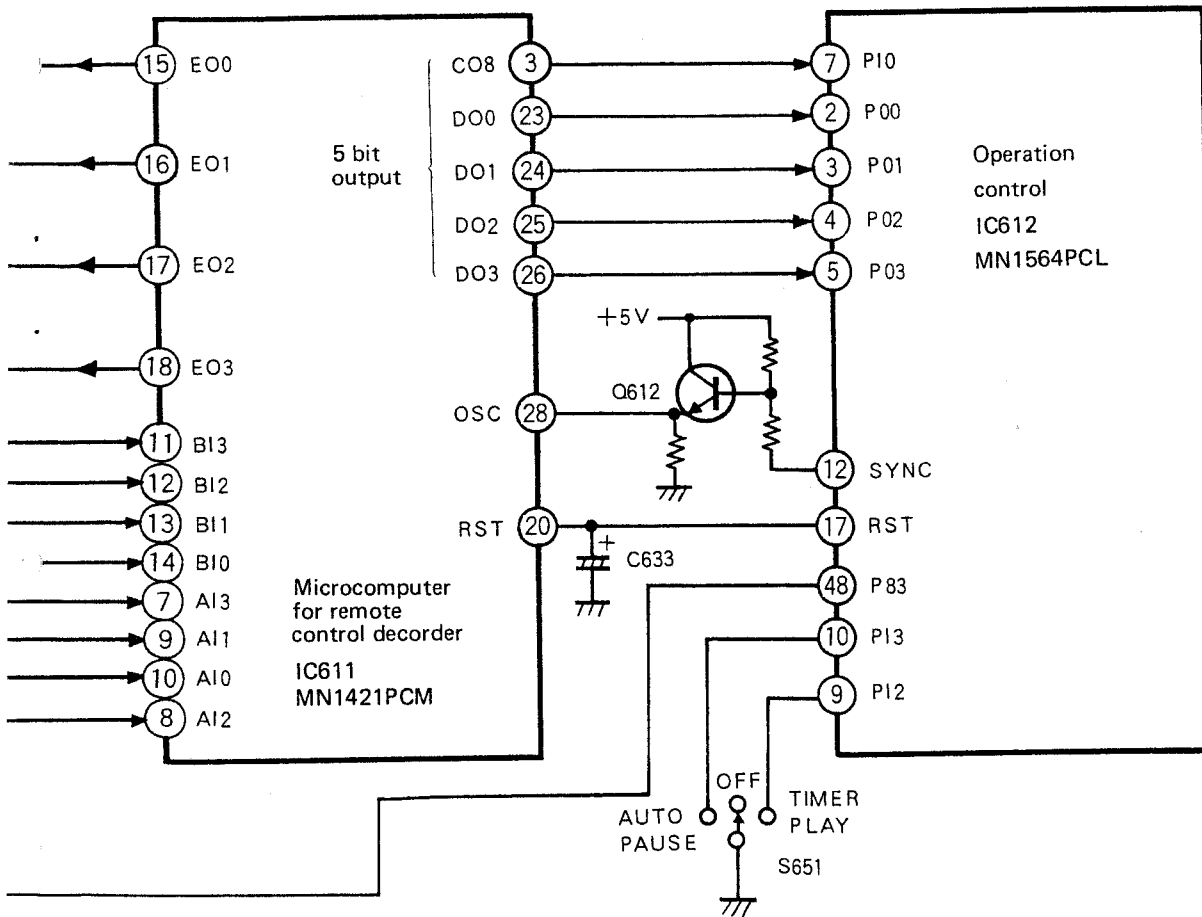 15 EO0
16 EO1
17 EO2
18 EO3
11 BI3
12 BI2
13 BI1
14 BI0
7 AI3
9 AI1
10 AI0
8 AI2
5 bit
output
CO8 3
DO0 23
DO1 24
DO2 25
DO3 26
OSC 28
RST 20
Microcomputer
for remote
control decorder
IC611
MN1421PCM
+5V
Q612
+
C633
7 PI0
2 P00
3 P01
4 P02
5 P03
12 SYNC
17 RST
48 P83
10 PI3
9 PI2
Operation
control
IC612
MN1564PCL
OFF
AUTO
PAUSE
TIMER
PLAY
S651